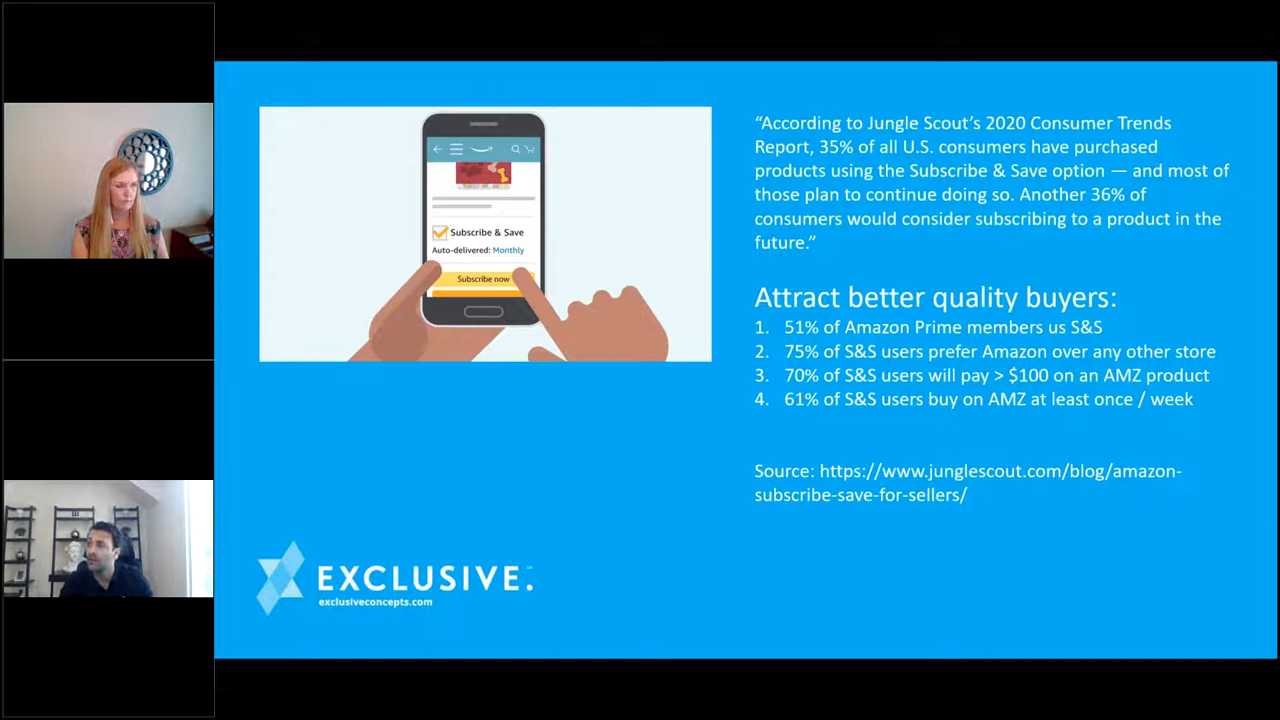 Subscribe & Save
Auto-delivered: Monthly
Subscribe now
“According to Jungle Scout’s 2020 Consumer Trends
Report, 35% of all U.S. consumers have purchased
products using the Subscribe & Save option — and most of
those plan to continue doing so. Another 36% of
consumers would consider subscribing to a product in the
future.”
Attract better quality buyers:
1. 51% of Amazon Prime members us S&S
2. 75% of S&S users prefer Amazon over any other store
3. 70% of S&S users will pay > $100 on an AMZ product
4. 61% of S&S users buy on AMZ at least once / week
Source: https://www.junglescout.com/blog/amazon-
subscribe-save-for-sellers/
EXCLUSIVE.
exclusiveconcepts.com